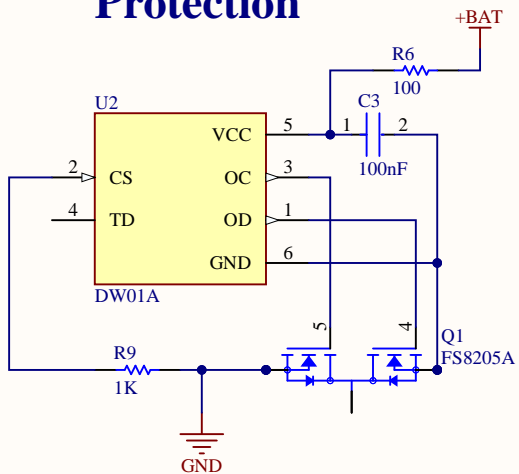 Protection
+BAT
R6
100
U2
C3
VCC
5
1
2
100nF
2
CS
OC
3
4
TD
OD
1
GND
6
DW01A
5
4
Q1
FS8205A
R9
1K
GND